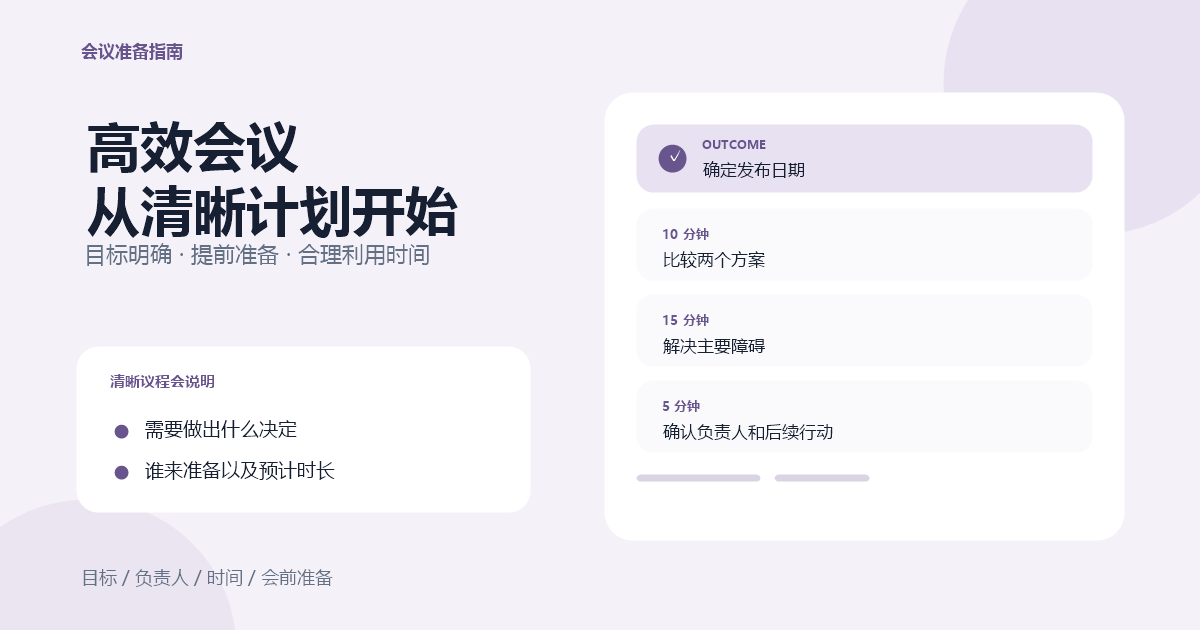 会议准备指南
高效会议
从清晰计划开始
目标明确 · 提前准备 · 合理利用时间
清晰议程会说明
需要做出什么决定
谁来准备以及预计时长
目标 / 负责人 / 时间 / 会前准备
OUTCOME
确定发布日期
10 分钟
比较两个方案
15 分钟
解决主要障碍
5 分钟
确认负责人和后续行动